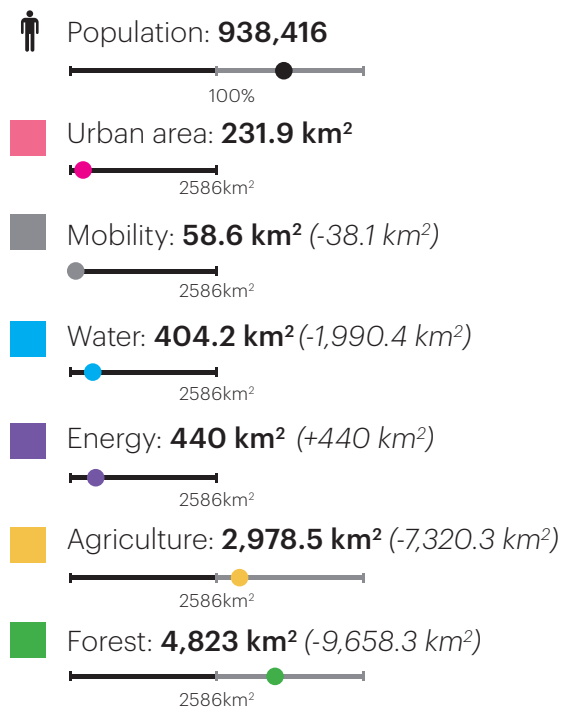 Population: 938,416
100%
Urban area: 231.9 km²
2586km²
Mobility: 58.6 km² (-38.1 km²)
2586km²
Water: 404.2 km² (-1,990.4 km²)
2586km²
Energy: 440 km² (+440 km²)
2586km²
Agriculture: 2,978.5 km² (-7,320.3 km²)
2586km²
Forest: 4,823 km² (-9,658.3 km²)
2586km²